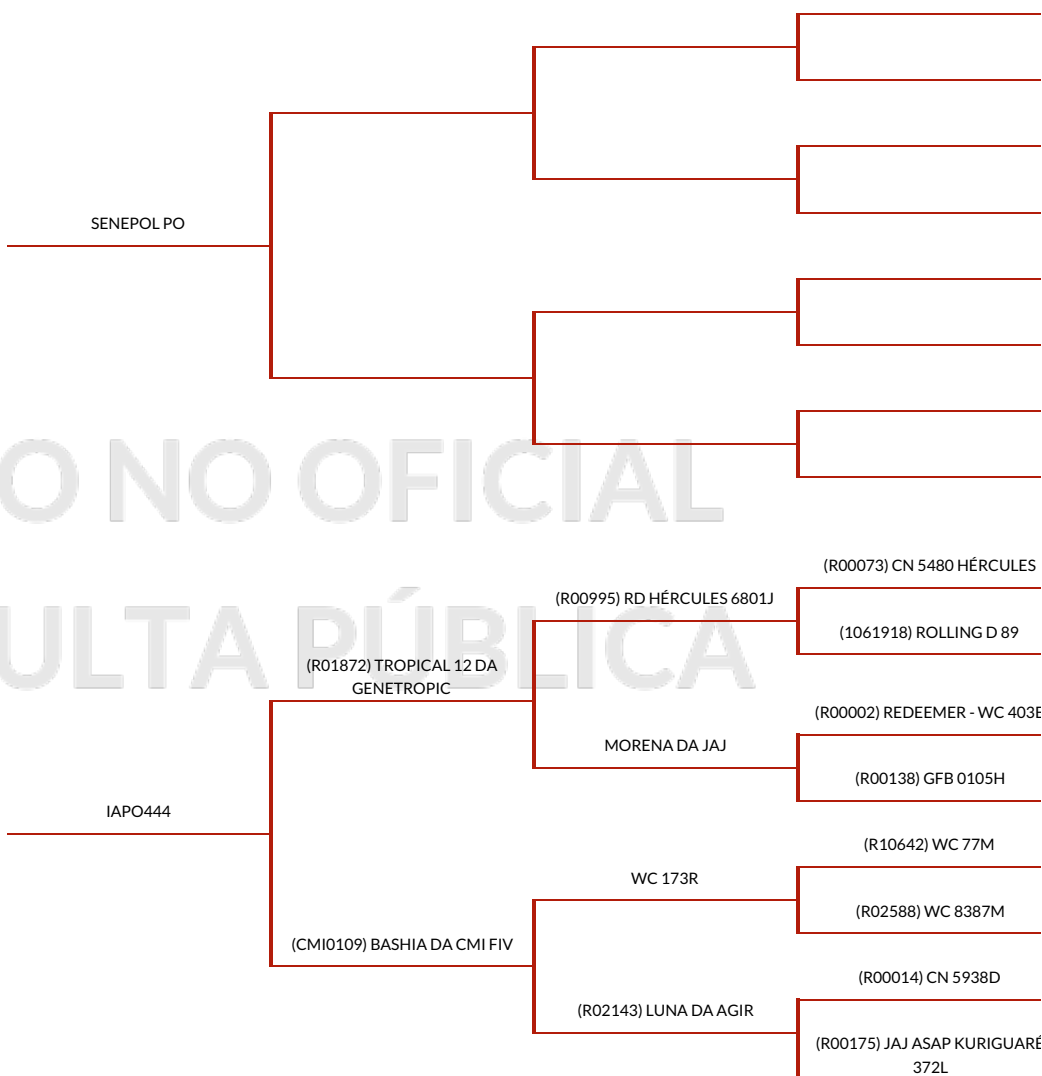 SENEPOL PO
O NO OFICIAL
(R00073) CN 5480 HÉRCULES
(R00995) RD HÉRCULES 6801J
ULTA PÚBLICA
(1061918) ROLLING D 89
(R01872) TROPICAL 12 DA
GENETROPIC
(R00002) REDEEMER - WC 403E
MORENA DA JAJ
(R00138) GFB 0105H
IAPO444
(R10642) WC 77M
WC 173R
(R02588) WC 8387M
(CMI0109) BASHIA DA CMI FIV
(R00014) CN 5938D
(R02143) LUNA DA AGIR
(R00175) JAJ ASAP KURIGUARÉ
372L